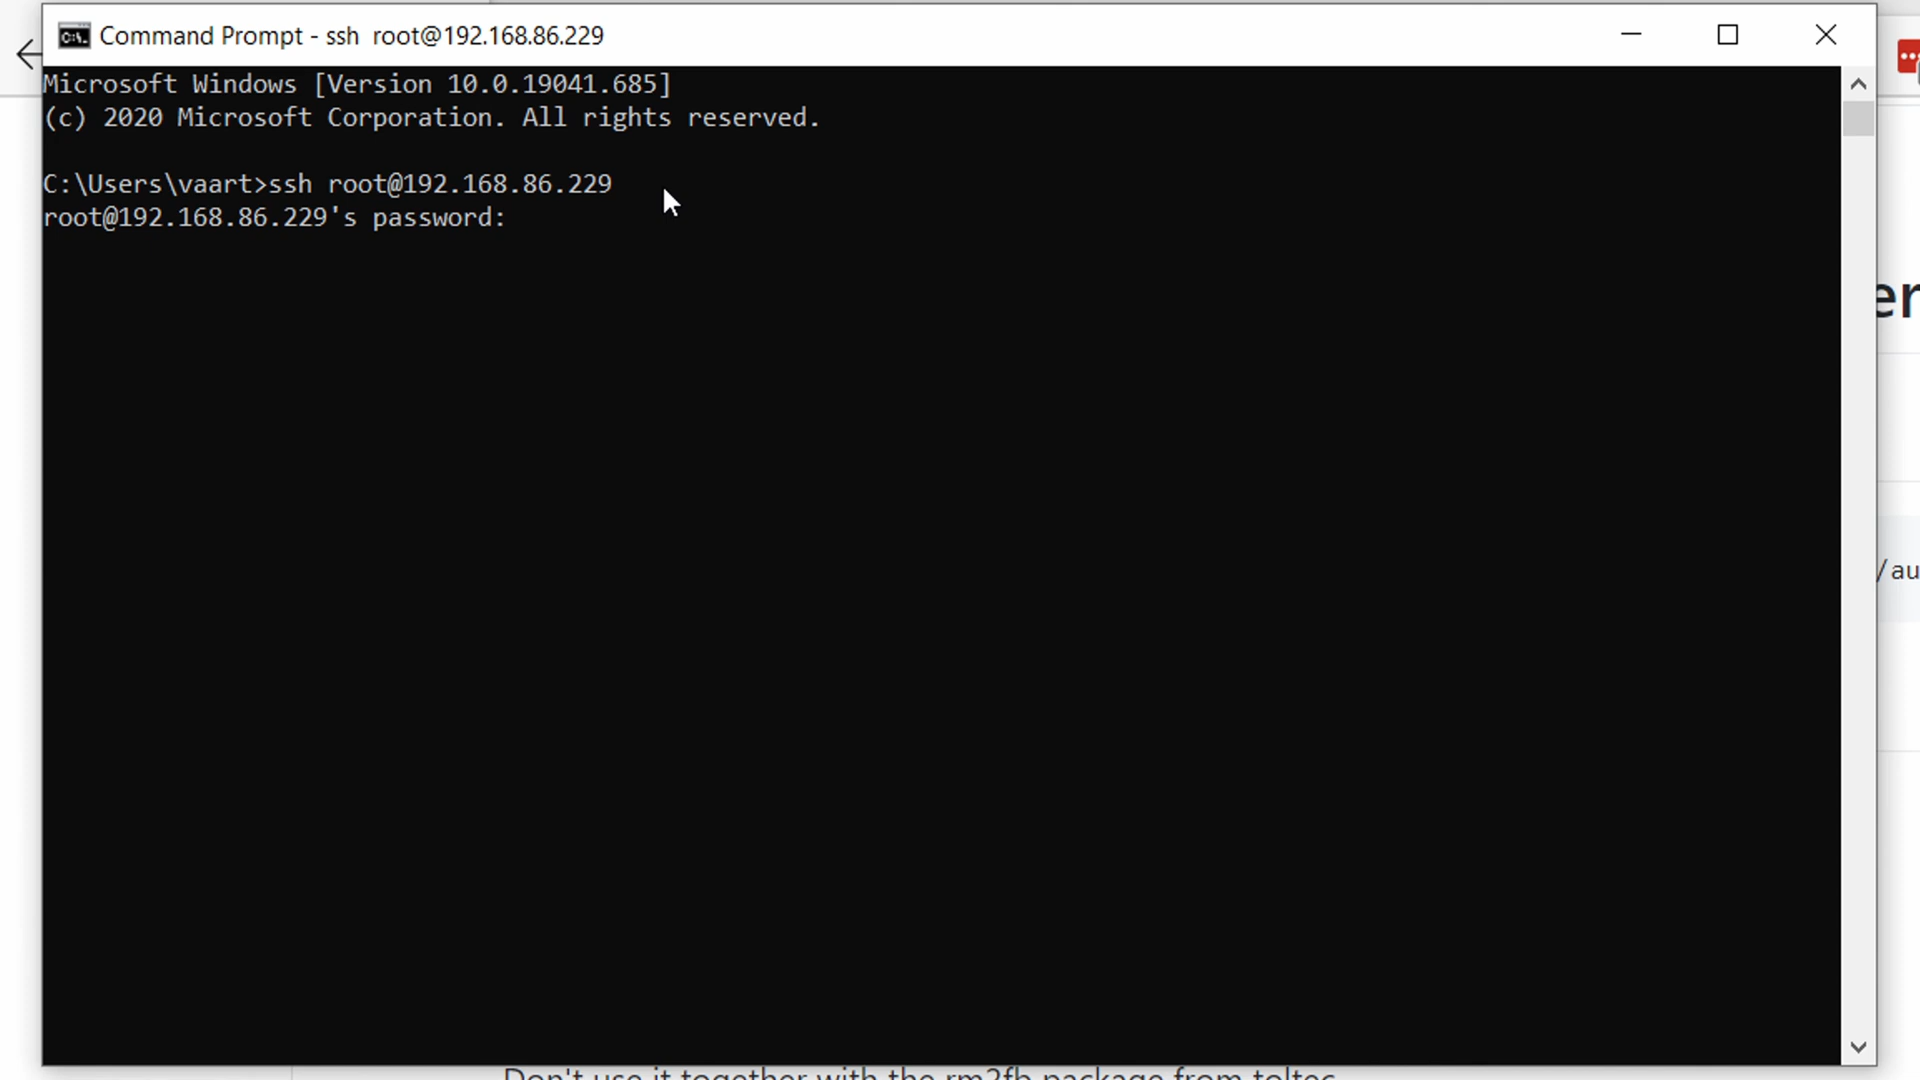 Command Prompt - ssh  root@192.168.86.229
Microsoft Windows [Version 10.0.19041.685]
(c) 2020 Microsoft Corporation. All rights reserved.
C:\Users\vaart>ssh root@192.168.86.229
root@192.168.86.229's password:
er
/au
Don't use it together with the rm2fb package from toltec